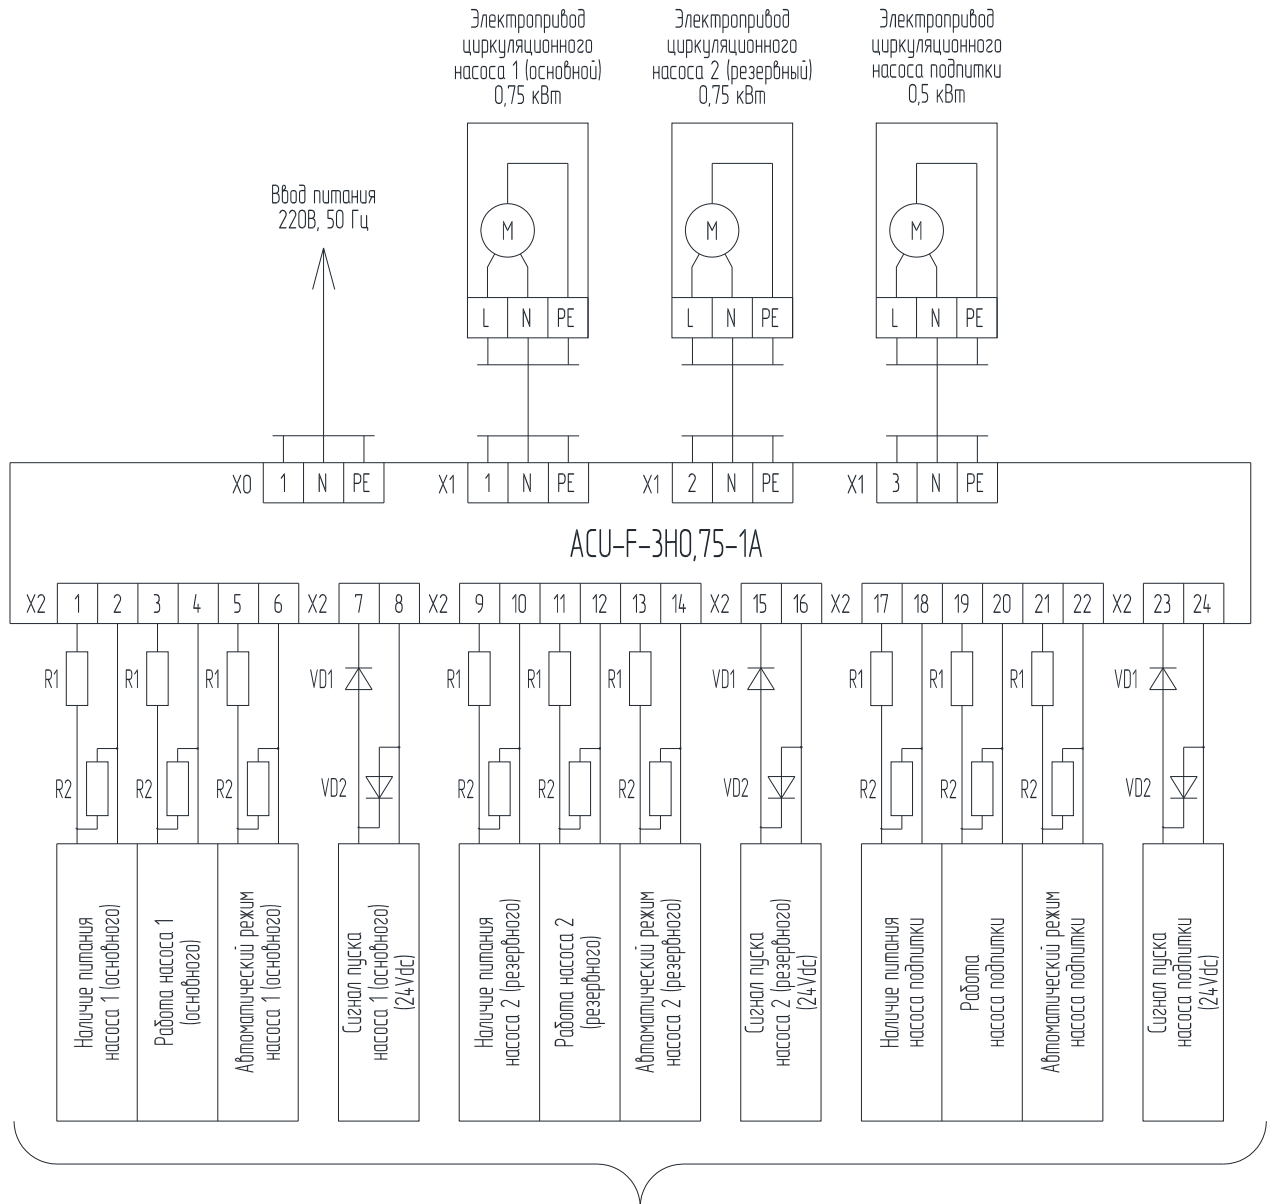 Электропривод
циркуляционного
насоса 1 (основной)
0,75 кВт
Электропривод
циркуляционного
насоса 2 (резервный)
0,75 кВт
Электропривод
циркуляционного
насоса подпитки
0,5 кВт
Ввод питания
220В, 50 Гц
M
M
M
L N PE
L N PE
L N PE
X0 1 N PE
X1 1 N PE
X1 2 N PE
X1 3 N PE
ACU-F-3H0,75-1A
X2 1 2 3 4 5 6 X2 7 8 X2 9 10 11 12 13 14 X2 15 16 X2 17 18 19 20 21 22 X2 23 24
R1 R1 R1 VD1 R1 R1 R1 VD1 R1 R1 R1 VD1
R2 R2 R2 VD2 R2 R2 R2 VD2 R2 R2 R2 VD2
Наличие питания
насоса 1 (основного)
Работа насоса 1
(основного)
Автоматический режим
насоса 1 (основного)
Сигнал пуска
насоса 1 (основного)
(24Vdc)
Наличие питания
насоса 2 (резервного)
Работа насоса 2
(резервного)
Автоматический режим
насоса 2 (резервного)
Сигнал пуска
насоса 2 (резервного)
(24Vdc)
Наличие питания
насоса подпитки
Работа
насоса подпитки
Автоматический режим
насоса подпитки
Сигнал пуска
насоса подпитки
(24Vdc)